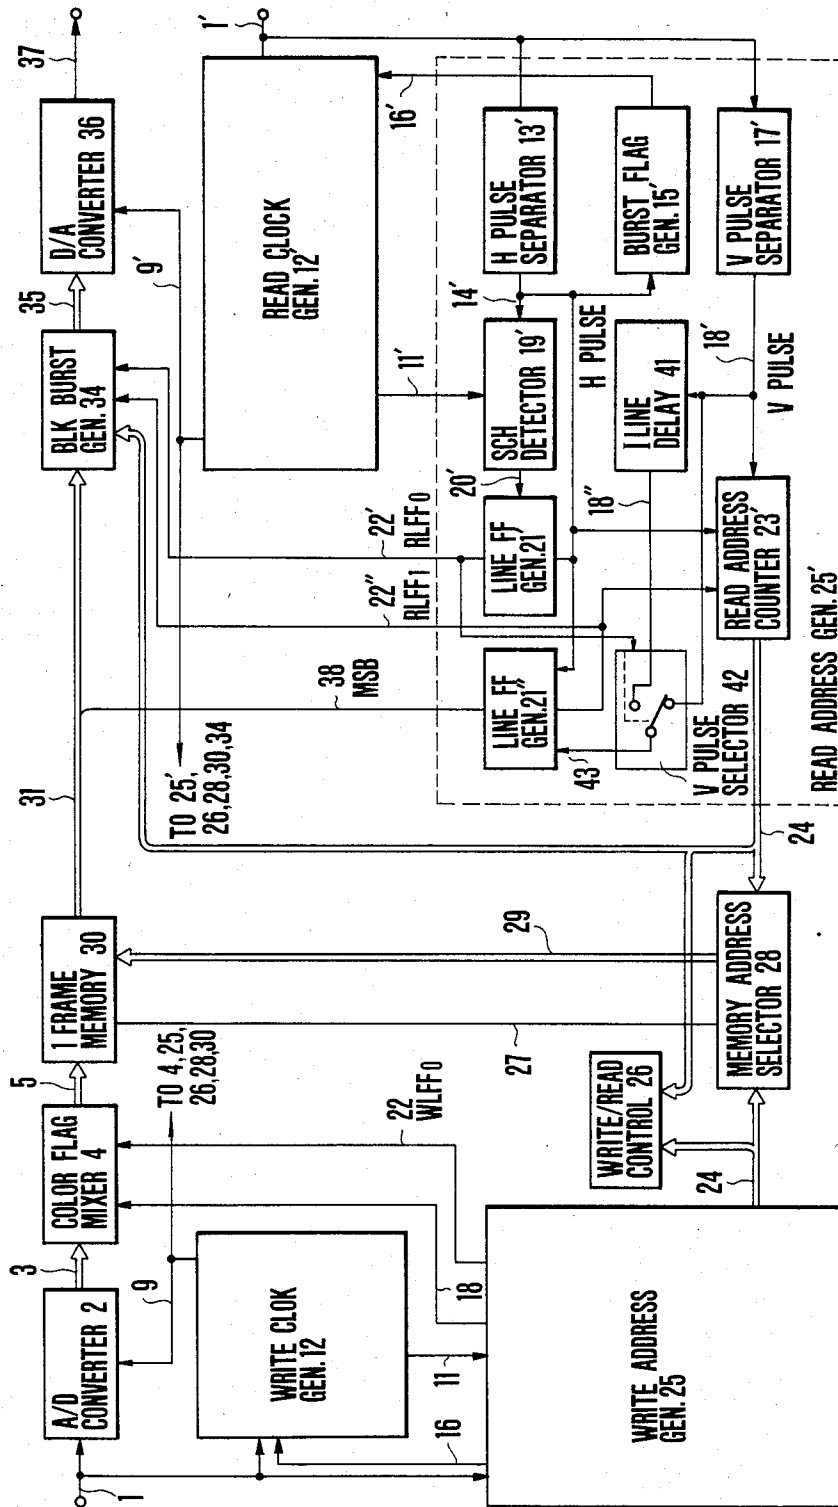 1
A/D
CONVERTER 2
3
COLOR FLAG
MIXER 4
5
1 FRAME
MEMORY 30
31
BLK BURST
GEN. 34
35
D/A
CONVERTER 36
37
9
TO 4,25,
26,28,30
WRITE CLOK
GEN. 12
11
16
18
22
WLFF0
WRITE ADDRESS
GEN. 25
24
WRITE/READ
CONTROL 26
27
29
MEMORY ADDRESS
SELECTOR 28
24
TO 25',
26,28,30,34
38
MSB
22''
RLFF1
22'
RLFF0
9'
READ CLOCK
GEN. 12'
1'
11'
16'
LINE FF
GEN. 21''
LINE FF
GEN. 21'
20'
SCH
DETECTOR 19'
14'
H PULSE
SEPARATOR 13'
43
V PULSE
SELECTOR 42
18''
1 LINE
DELAY 41
H PULSE
BURST FLAG
GEN. 15'
READ ADDRESS
COUNTER 23'
V PULSE
18'
V PULSE
SEPARATOR 17'
READ ADDRESS GEN. 25'